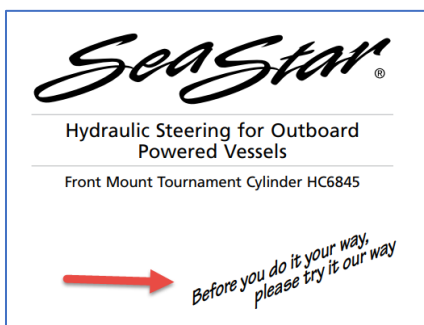 SeaStar®
Hydraulic Steering for Outboard
Powered Vessels
Front Mount Tournament Cylinder HC6845
Before you do it your way,
please try it our way